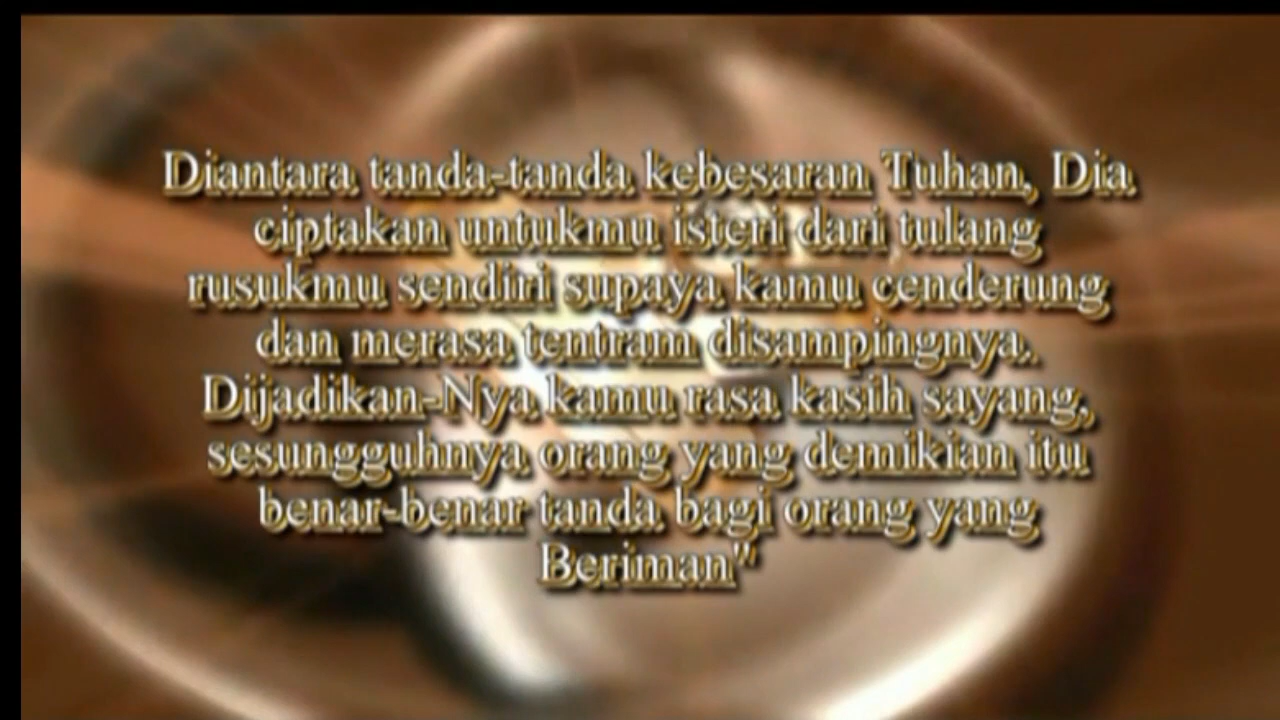 Diantara tanda-tanda kebesaran Tuhan, Dia
ciptakan untukmu isteri dari tulang
rusukmu sendiri supaya kamu cenderung
dan merasa tentram disampingnya..
Dijadikan-Nya kamu rasa kasih sayang,
sesungguhnya orang yang demikian itu
benar-benar tanda bagi orang yang
Beriman"